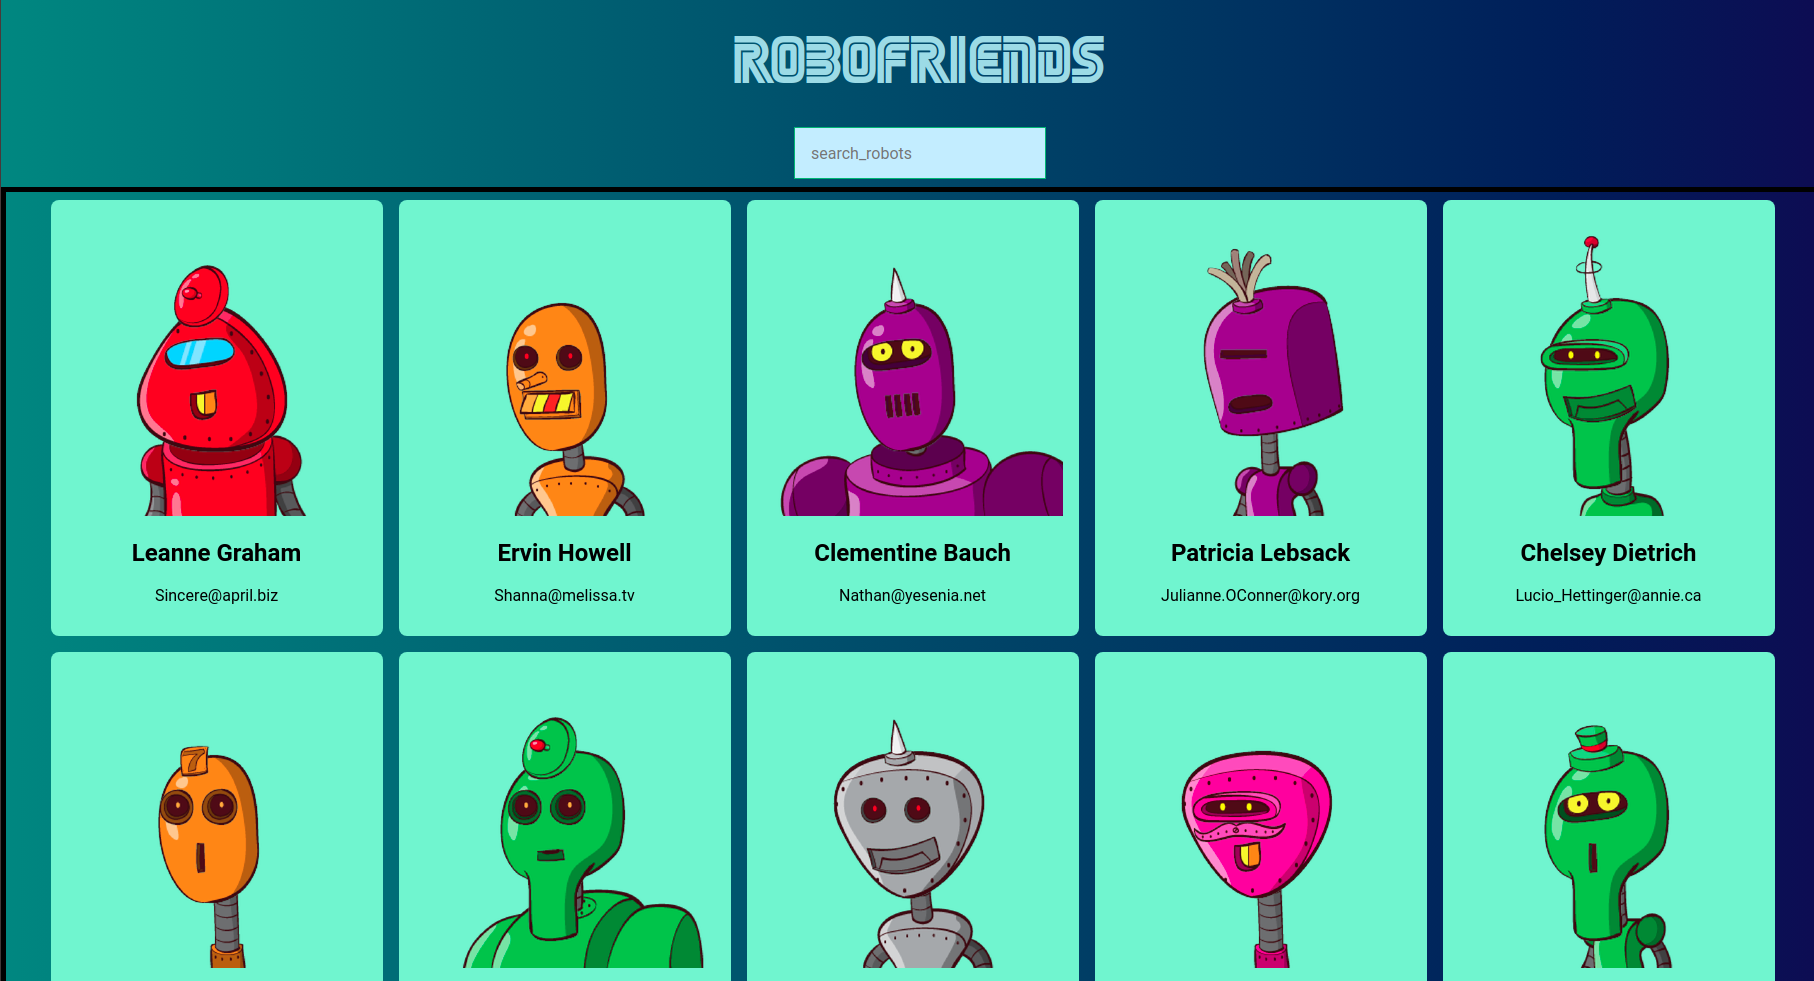 ROBOFRIENDS
search_robots
Leanne Graham
Ervin Howell
Clementine Bauch
Patricia Lebsack
Chelsey Dietrich
Sincere@april.biz
Shanna@melissa.tv
Nathan@yesenia.net
Julianne.OConner@kory.org
Lucio_Hettinger@annie.ca
7